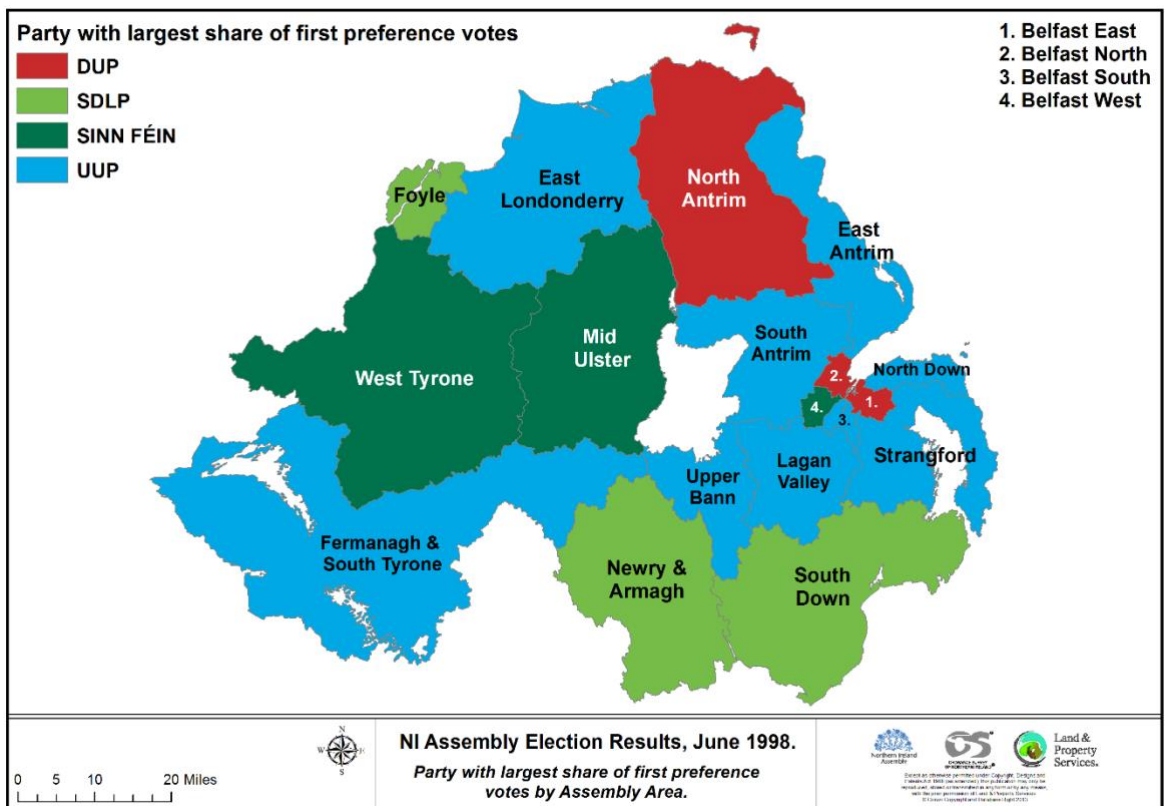 Party with largest share of first preference votes
DUP
SDLP
SINN FÉIN
UUP
1. Belfast East
2. Belfast North
3. Belfast South
4. Belfast West
Foyle
East
Londonderry
North
Antrim
East
Antrim
West Tyrone
Mid
Ulster
South
Antrim
North Down
2.
1.
4.
3.
Strangford
Lagan
Valley
Upper
Bann
Fermanagh &
South Tyrone
Newry &
Armagh
South
Down
N
W
E
S
0 5 10 20 Miles
NI Assembly Election Results, June 1998.
Party with largest share of first preference
votes by Assembly Area.
Northern Ireland
Assembly
Land &
Property
Services.